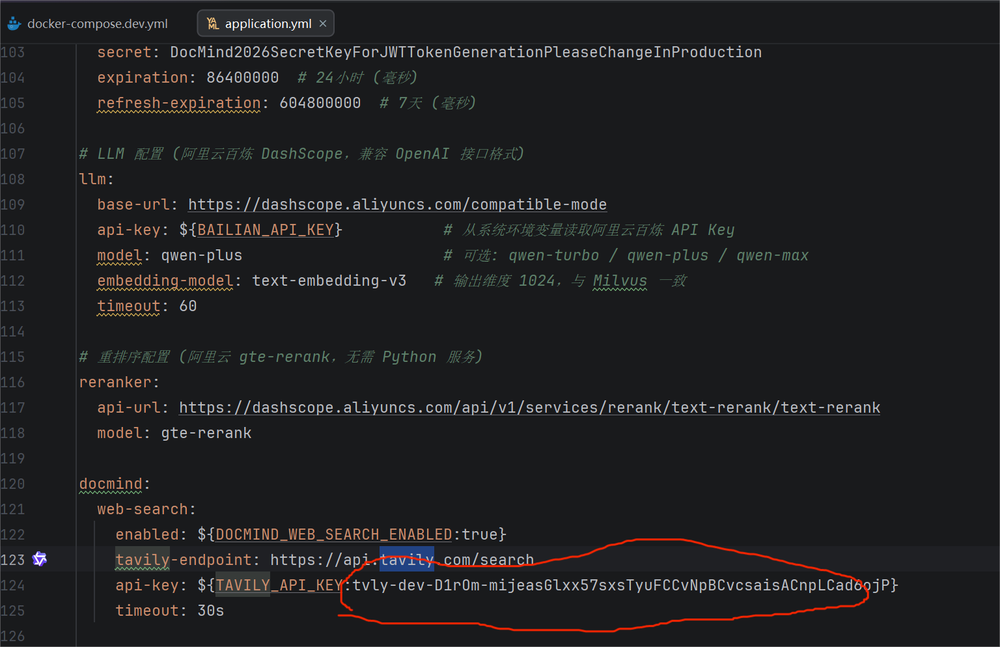 docker-compose.dev.yml
application.yml
103 secret: DocMind2026SecretKeyForJWTTokenGenerationPleaseChangeInProduction
104 expiration: 86400000  # 24小时 (毫秒)
105 refresh-expiration: 604800000  # 7天 (毫秒)
106
107 # LLM 配置 (阿里云百炼 DashScope，兼容 OpenAI 接口格式)
108 llm:
109 base-url: https://dashscope.aliyuncs.com/compatible-mode
110 api-key: ${BAILIAN_API_KEY}  # 从系统环境变量读取阿里云百炼 API Key
111 model: qwen-plus  # 可选: qwen-turbo / qwen-plus / qwen-max
112 embedding-model: text-embedding-v3  # 输出维度 1024，与 Milvus 一致
113 timeout: 60
114
115 # 重排序配置 (阿里云 gte-rerank，无需 Python 服务)
116 reranker:
117 api-url: https://dashscope.aliyuncs.com/api/v1/services/rerank/text-rerank/text-rerank
118 model: gte-rerank
119
120 docmind:
121 web-search:
122 enabled: ${DOCMIND_WEB_SEARCH_ENABLED:true}
123 tavily-endpoint: https://api.tavily.com/search
124 api-key: ${TAVILY_API_KEY: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}
125 timeout: 30s
126